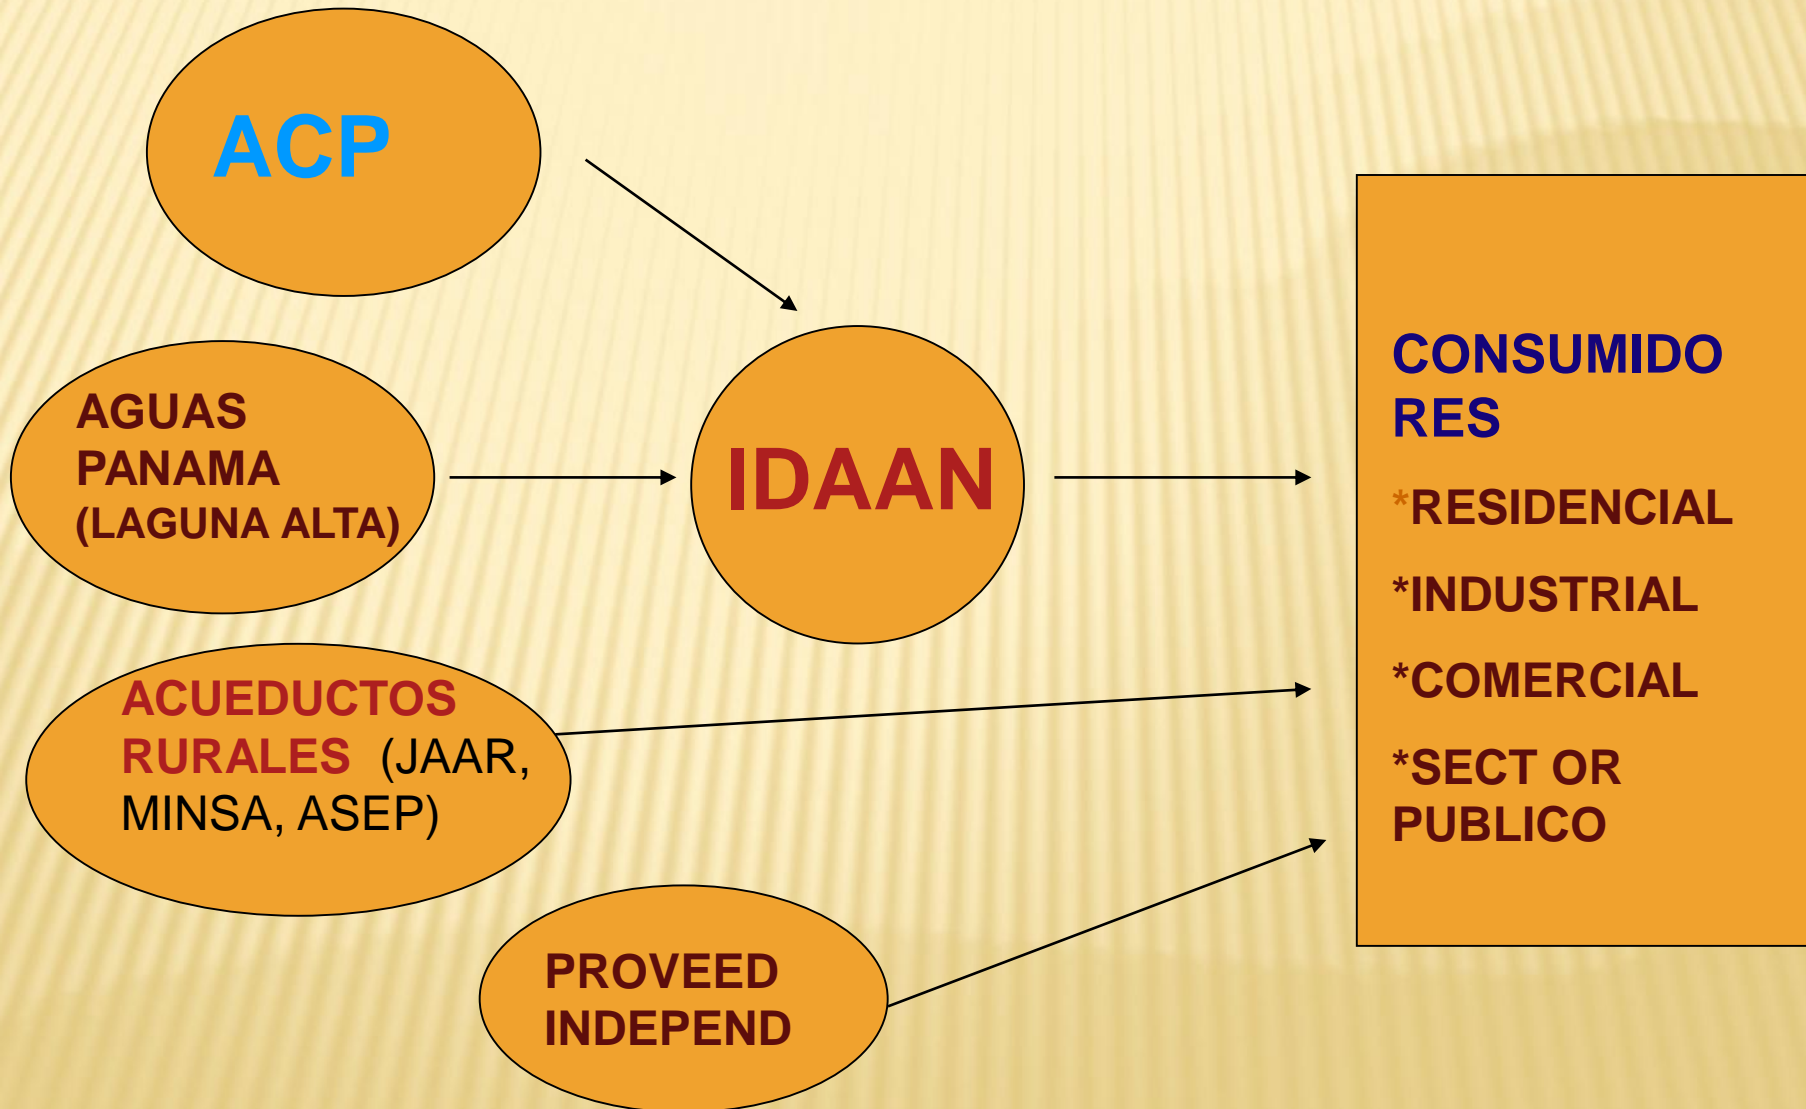 ACP
AGUAS
PANAMA
(LAGUNA ALTA)
IDAAN
ACUEDUCTOS
RURALES (JAAR,
MINSA, ASEP)
PROVEED
INDEPEND
CONSUMIDO
RES
*RESIDENCIAL
*INDUSTRIAL
*COMERCIAL
*SECT OR
PUBLICO